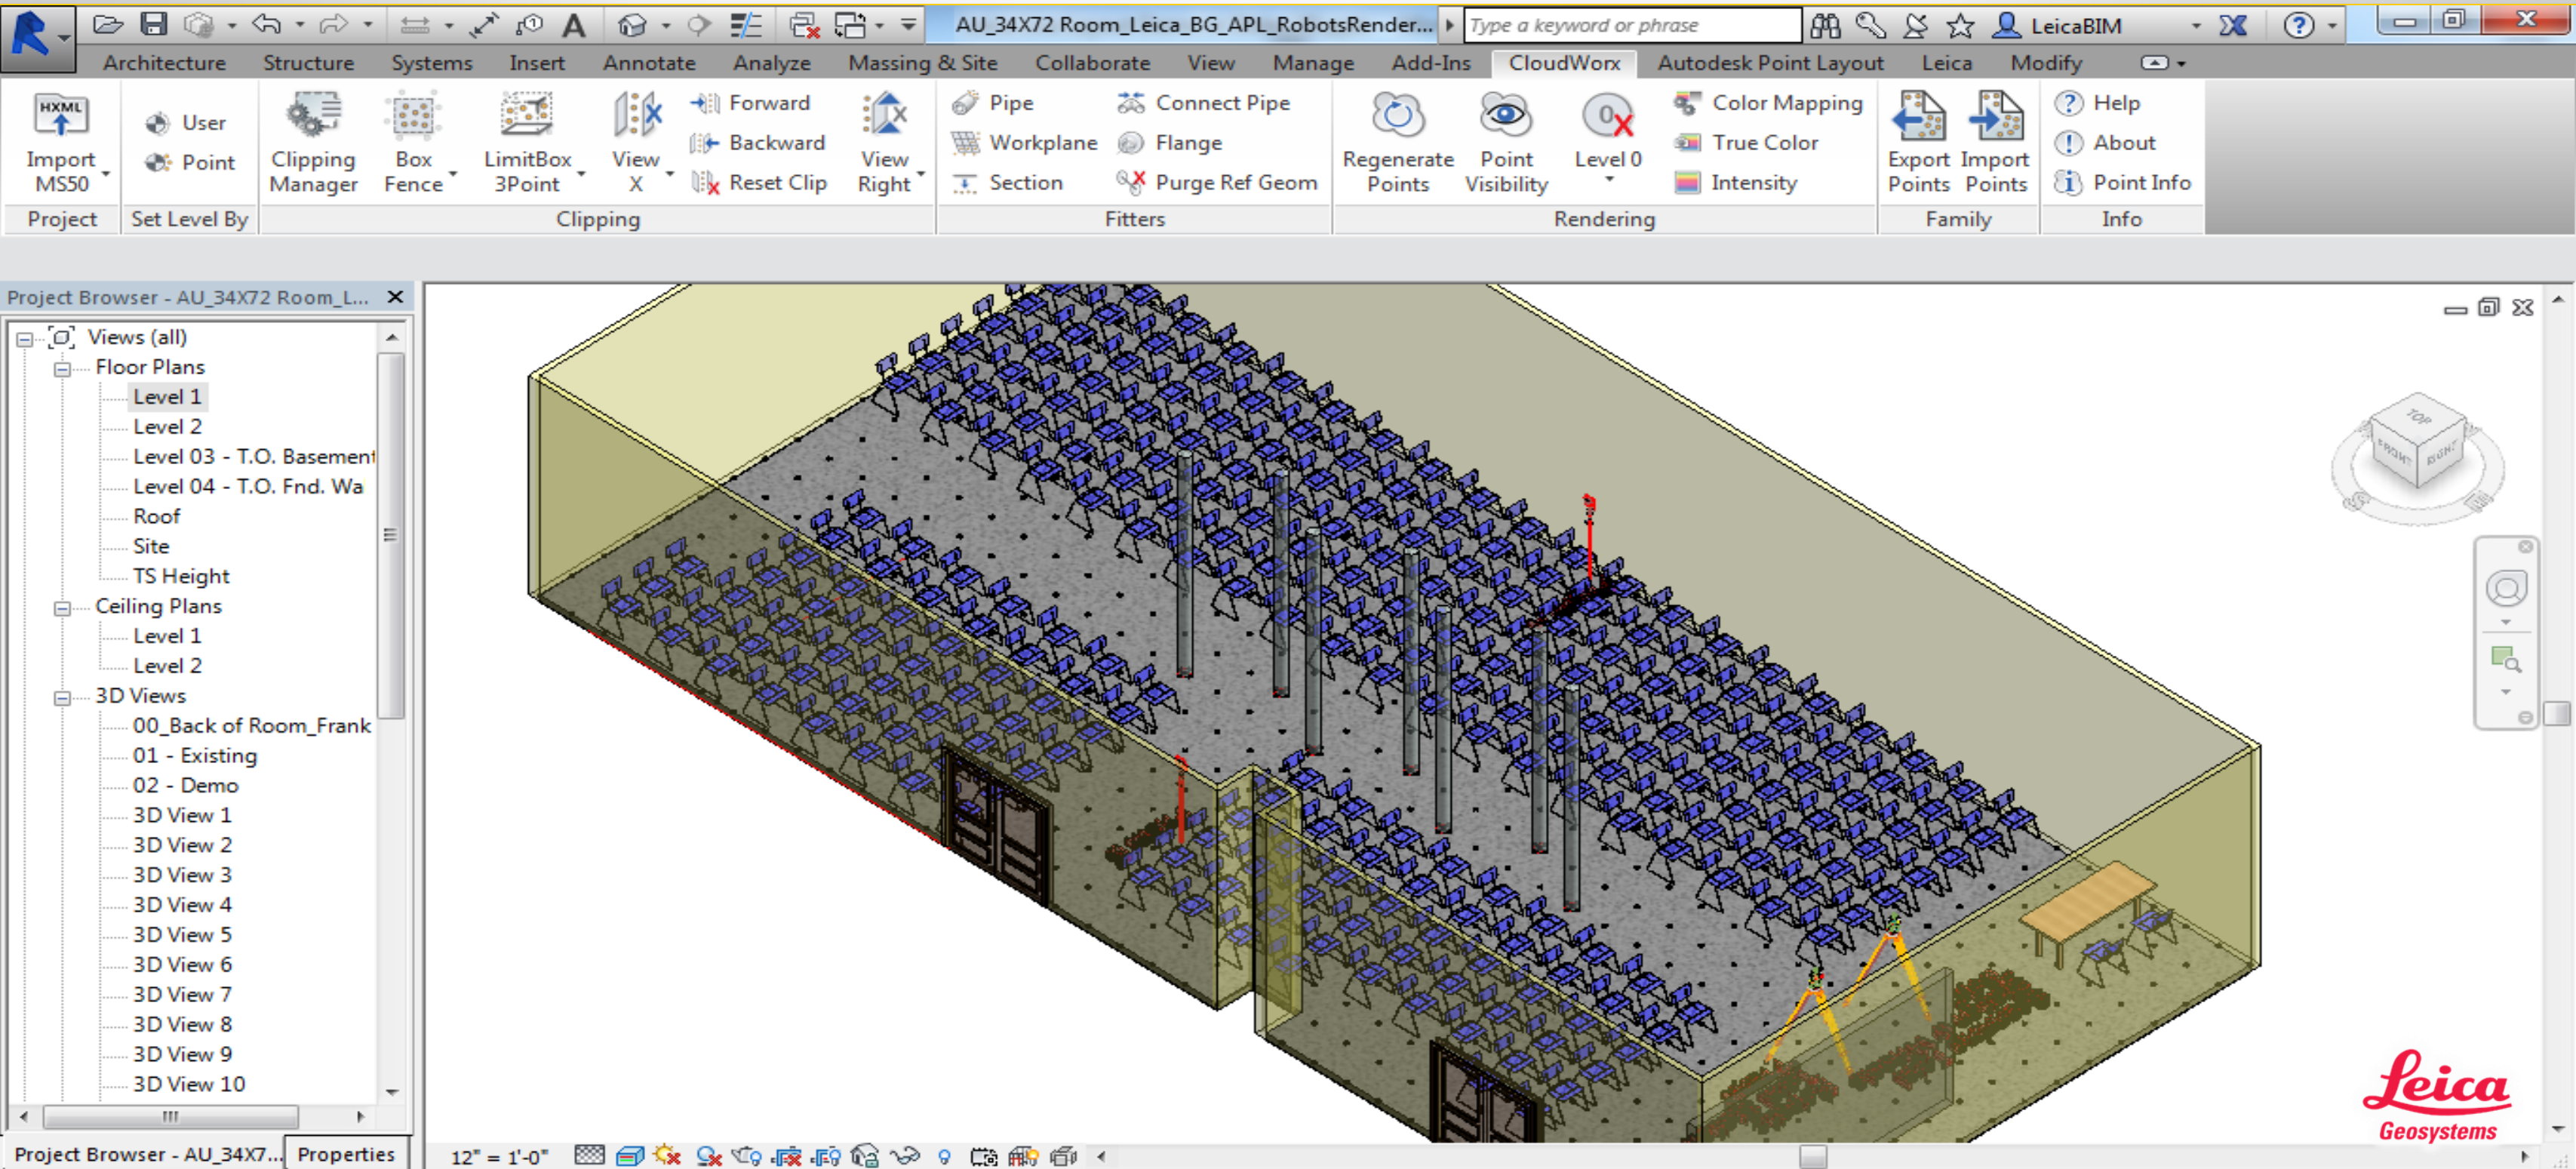 AU_34X72 Room_Leica_BG_APL_RobotsRender...
Type a keyword or phrase
LeicaBIM
Architecture Structure Systems Insert Annotate Analyze Massing & Site Collaborate View Manage Add-Ins CloudWorx Autodesk Point Layout Leica Modify
HXML
Import MS50
Project
User
Point
Set Level By
Clipping Manager
Box Fence
LimitBox 3Point
View X
Forward
Backward
Reset Clip
View Right
Clipping
Pipe
Workplane
Section
Connect Pipe
Flange
Purge Ref Geom
Fitters
Regenerate Points
Point Visibility
0
Level 0
Color Mapping
True Color
Intensity
Rendering
Export Points
Import Points
Family
Help
About
Point Info
Info
Project Browser - AU_34X72 Room_L...
Views (all)
Floor Plans
Level 1
Level 2
Level 03 - T.O. Basement
Level 04 - T.O. Fnd. Wa
Roof
Site
TS Height
Ceiling Plans
Level 1
Level 2
3D Views
00_Back of Room_Frank
01 - Existing
02 - Demo
3D View 1
3D View 2
3D View 3
3D View 4
3D View 5
3D View 6
3D View 7
3D View 8
3D View 9
3D View 10
Project Browser - AU_34X7...
Properties
TOP
FRONT
RIGHT
S
E
Leica
Geosystems
12" = 1'-0"